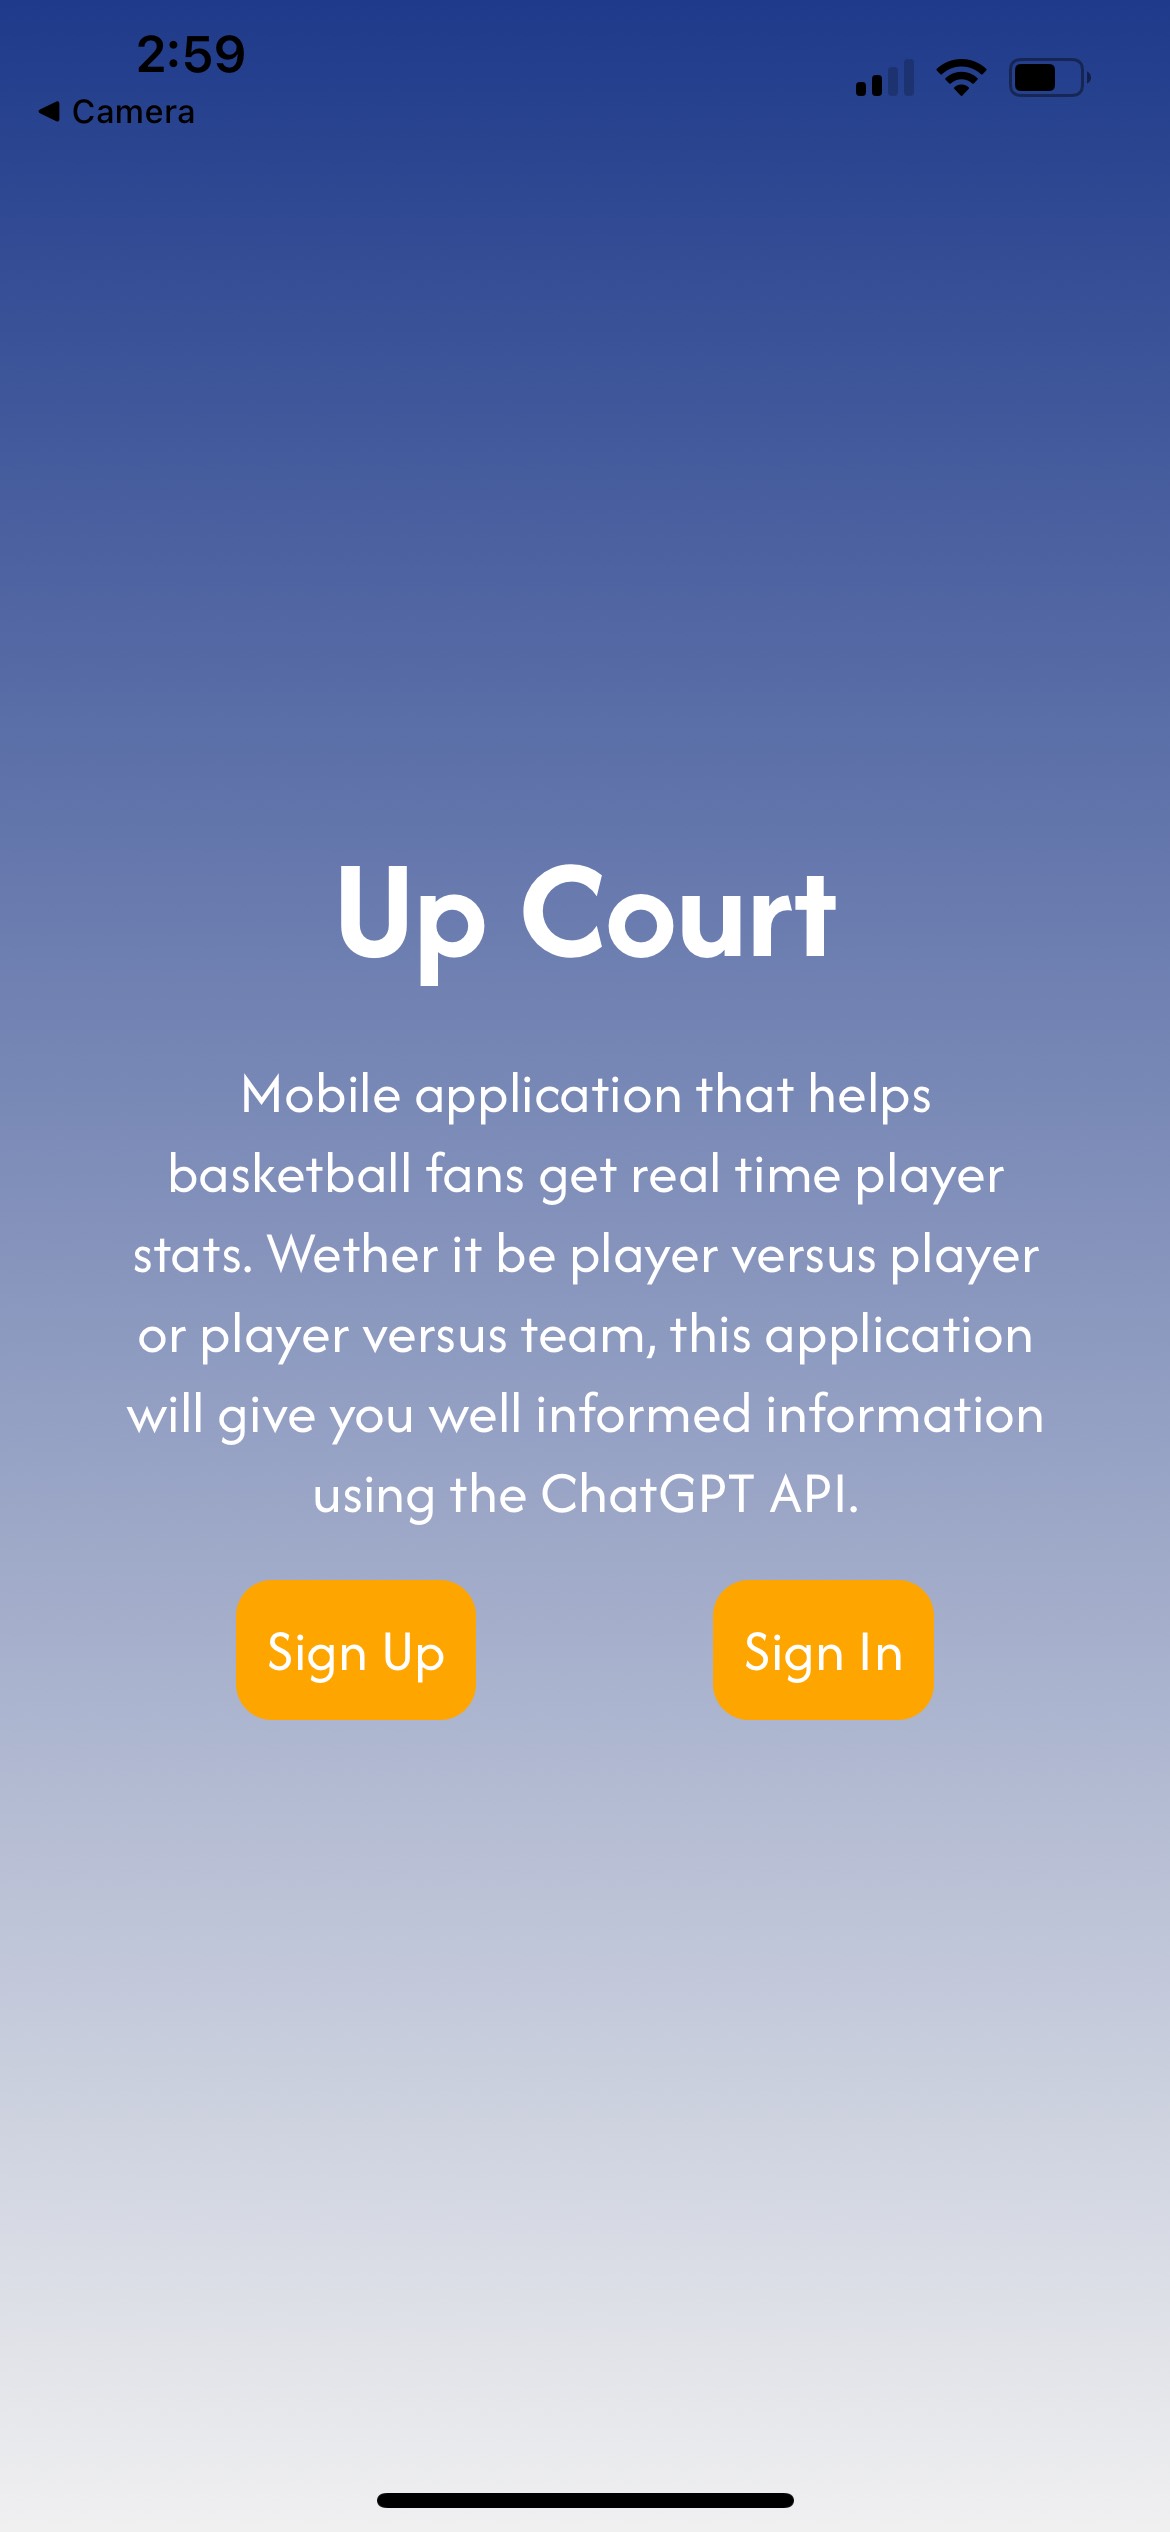 2:59
◀ Camera
Up Court
Mobile application that helps
basketball fans get real time player
stats. Wether it be player versus player
or player versus team, this application
will give you well informed information
using the ChatGPT API.
Sign Up
Sign In